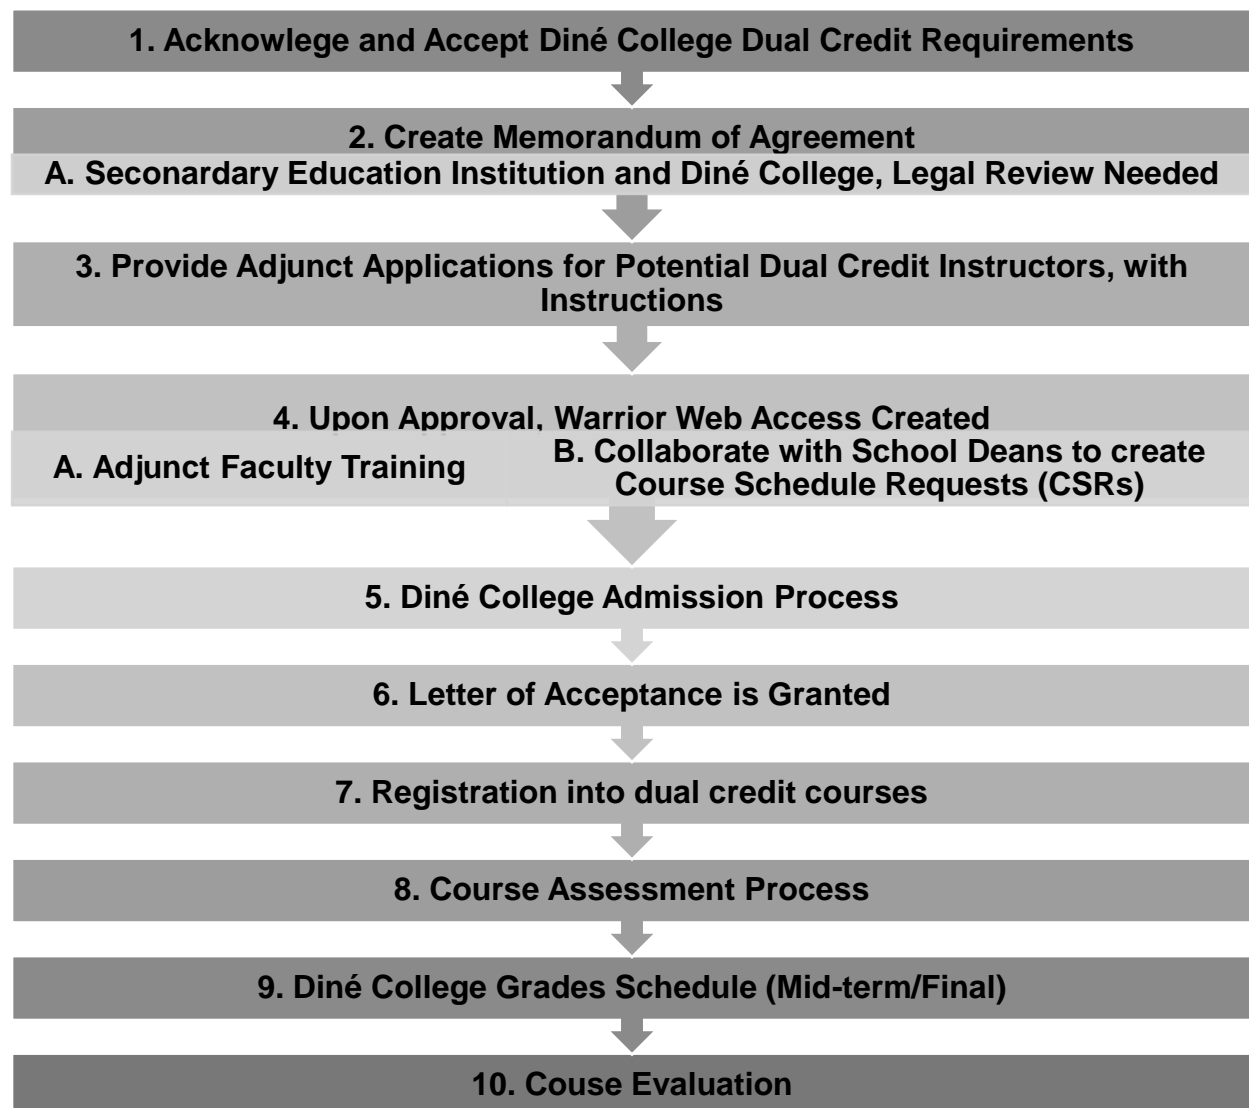 1. Acknowlege and Accept Diné College Dual Credit Requirements
2. Create Memorandum of Agreement
A. Seconardary Education Institution and Diné College, Legal Review Needed
3. Provide Adjunct Applications for Potential Dual Credit Instructors, with
Instructions
4. Upon Approval, Warrior Web Access Created
A. Adjunct Faculty Training
B. Collaborate with School Deans to create
Course Schedule Requests (CSRs)
5. Diné College Admission Process
6. Letter of Acceptance is Granted
7. Registration into dual credit courses
8. Course Assessment Process
9. Diné College Grades Schedule (Mid-term/Final)
10. Couse Evaluation